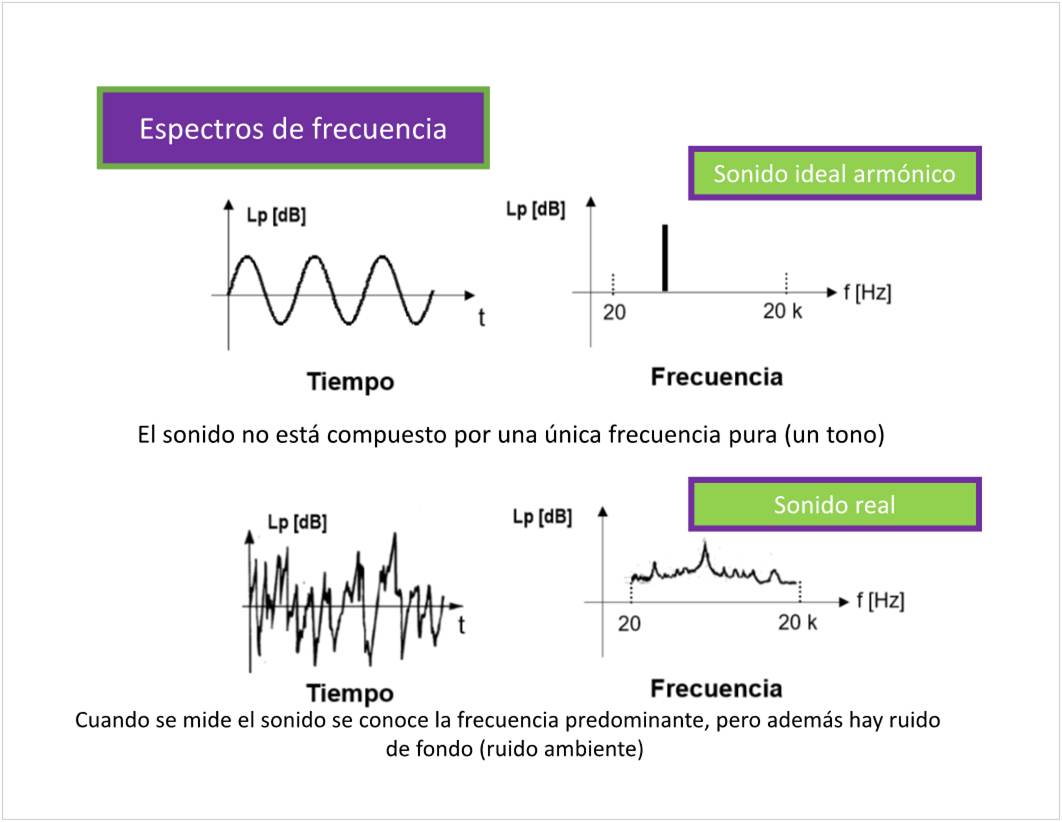 Espectros de frecuencia
Sonido ideal armónico
Lp [dB]
t
Tiempo
Lp [dB]
20
20 k
f [Hz]
Frecuencia
El sonido no está compuesto por una única frecuencia pura (un tono)
Sonido real
Lp [dB]
t
Tiempo
Lp [dB]
20
20 k
f [Hz]
Frecuencia
Cuando se mide el sonido se conoce la frecuencia predominante, pero además hay ruido
de fondo (ruido ambiente)